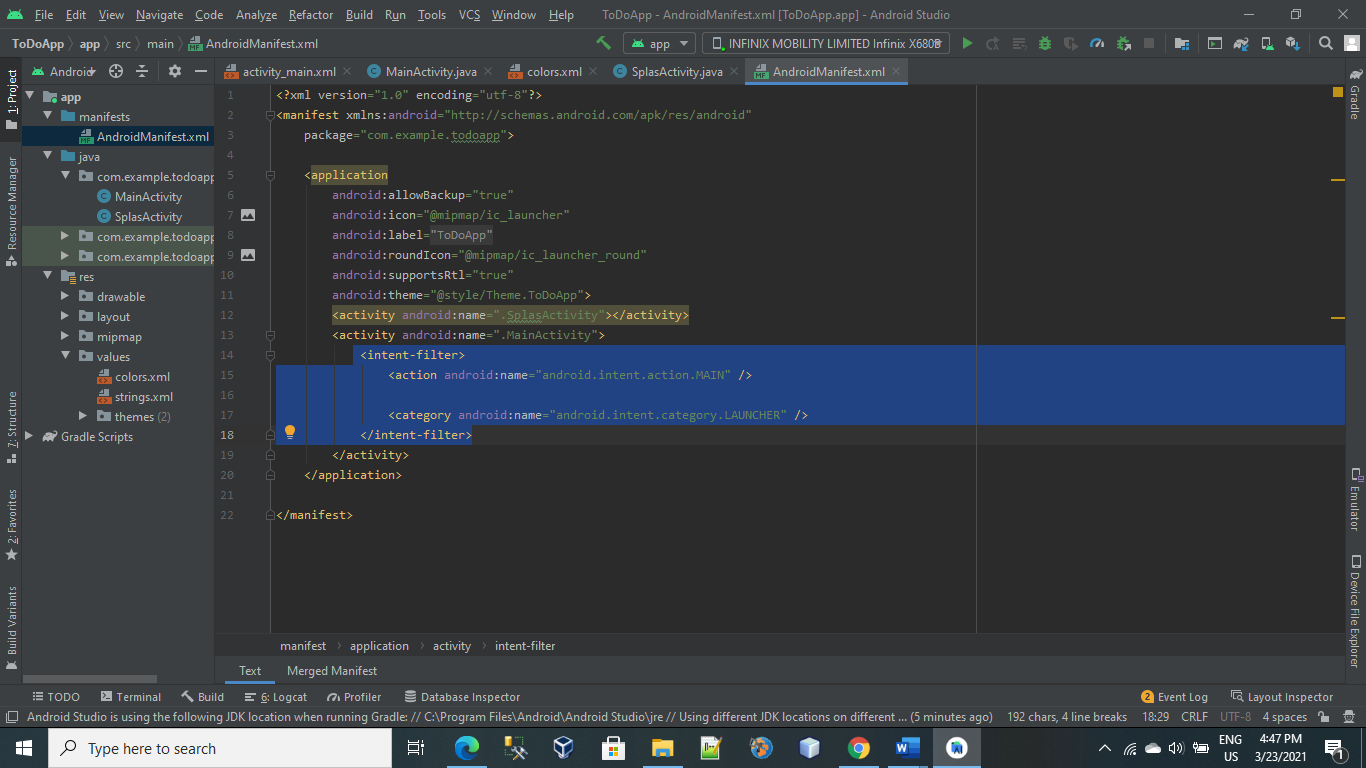 File Edit View Navigate Code Analyze Refactor Build Run Tools VCS Window Help ToDoApp - AndroidManifest.xml [ToDoApp.app] - Android Studio
ToDoApp app src main AndroidManifest.xml app INFINIX MOBILITY LIMITED Infinix X680B
Android activity_main.xml MainActivity.java colors.xml SplasActivity.java AndroidManifest.xml
1: Project
Resource Manager
7: Structure
2: Favorites
Build Variants
app
manifests
AndroidManifest.xml
java
com.example.todoapp
MainActivity
SplasActivity
com.example.todoapp
com.example.todoapp
res
drawable
layout
mipmap
values
colors.xml
strings.xml
themes (2)
Gradle Scripts
1 <?xml version="1.0" encoding="utf-8"?>
2 <manifest xmlns:android="http://schemas.android.com/apk/res/android"
3 package="com.example.todoapp">
4
5 <application
6 android:allowBackup="true"
7 android:icon="@mipmap/ic_launcher"
8 android:label="ToDoApp"
9 android:roundIcon="@mipmap/ic_launcher_round"
10 android:supportsRtl="true"
11 android:theme="@style/Theme.ToDoApp">
12 <activity android:name=".SplasActivity"></activity>
13 <activity android:name=".MainActivity">
14 <intent-filter>
15 <action android:name="android.intent.action.MAIN" />
16
17 <category android:name="android.intent.category.LAUNCHER" />
18 </intent-filter>
19 </activity>
20 </application>
21
22 </manifest>
Gradle
Emulator
Device File Explorer
manifest application activity intent-filter
Text Merged Manifest
TODO Terminal Build 6: Logcat Profiler Database Inspector 2 Event Log Layout Inspector
Android Studio is using the following JDK location when running Gradle: // C:\Program Files\Android\Android Studio\jre // Using different JDK locations on different ... (5 minutes ago) 192 chars, 4 line breaks 18:29 CRLF UTF-8 4 spaces
Type here to search W ENG 4:47 PM
US 3/23/2021 1